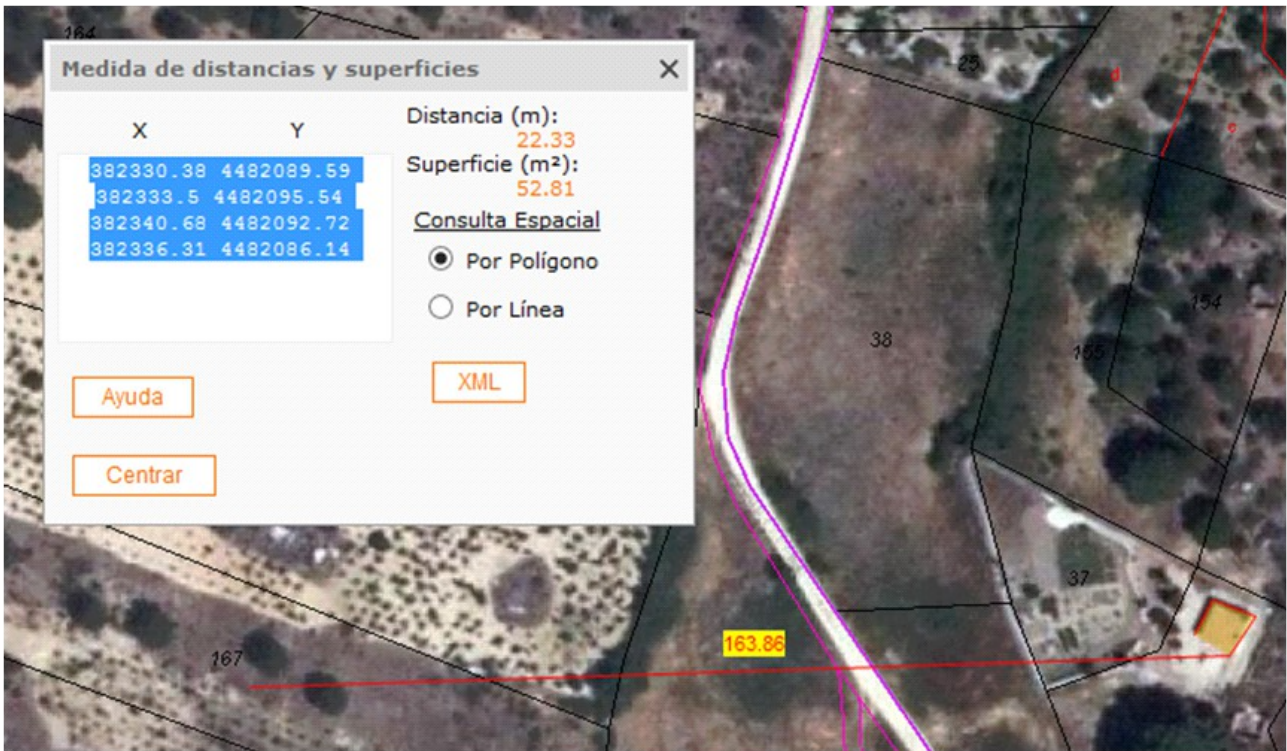 164
Medida de distancias y superficies
X Y
382330.38 4482089.59
382333.5 4482095.54
382340.68 4482092.72
382336.31 4482086.14
Distancia (m):
22.33
Superficie (m²):
52.81
Consulta Espacial
Por Polígono
Por Línea
Ayuda
XML
Centrar
25
d
e
38
154
155
37
163.86
167